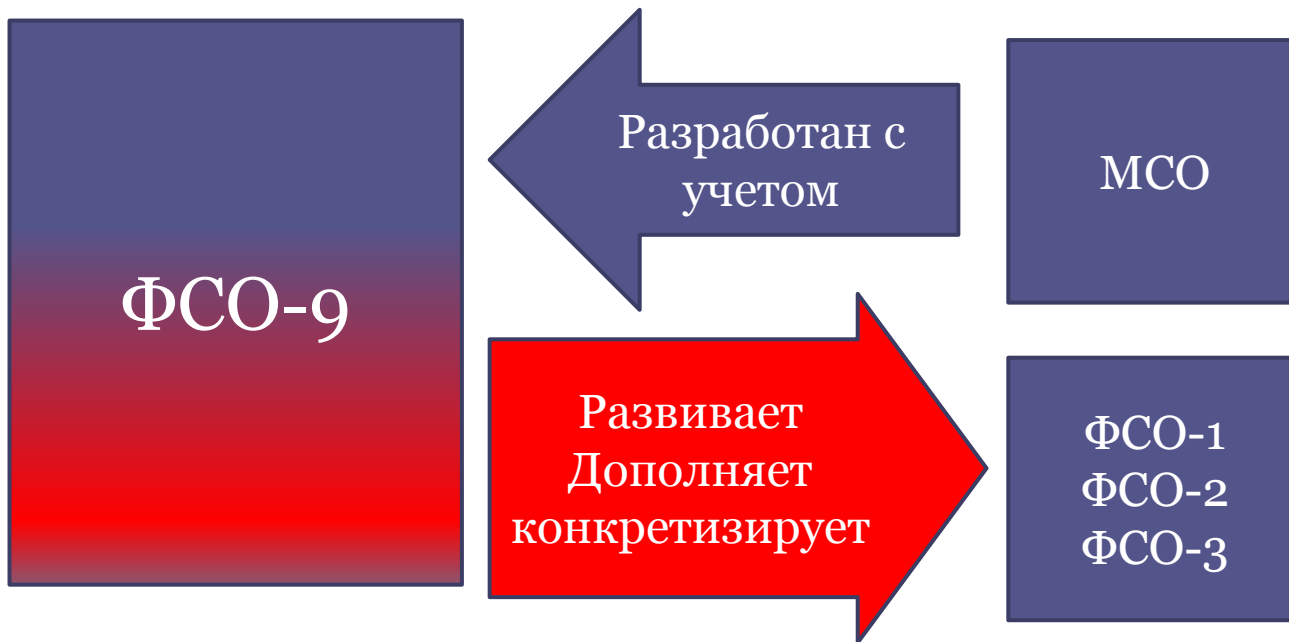 ФСО-9
Разработан с
учетом
МСО
Развивает
Дополняет
конкретизирует
ФСО-1
ФСО-2
ФСО-3